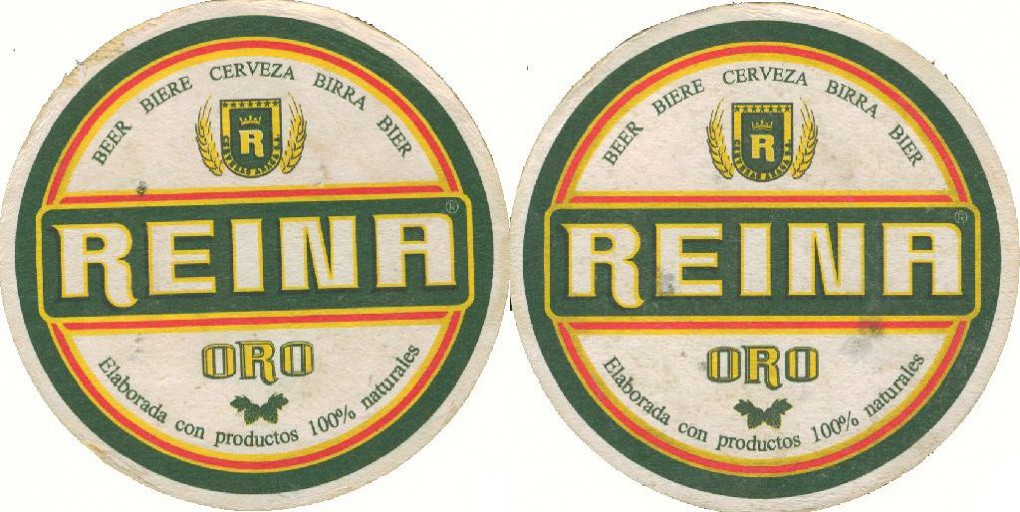 BEER BIERE CERVEZA BIRRA BIER
R
REINA®
ORO
Elaborada con productos 100% naturales
BEER BIERE CERVEZA BIRRA BIER
R
REINA®
ORO
Elaborada con productos 100% naturales